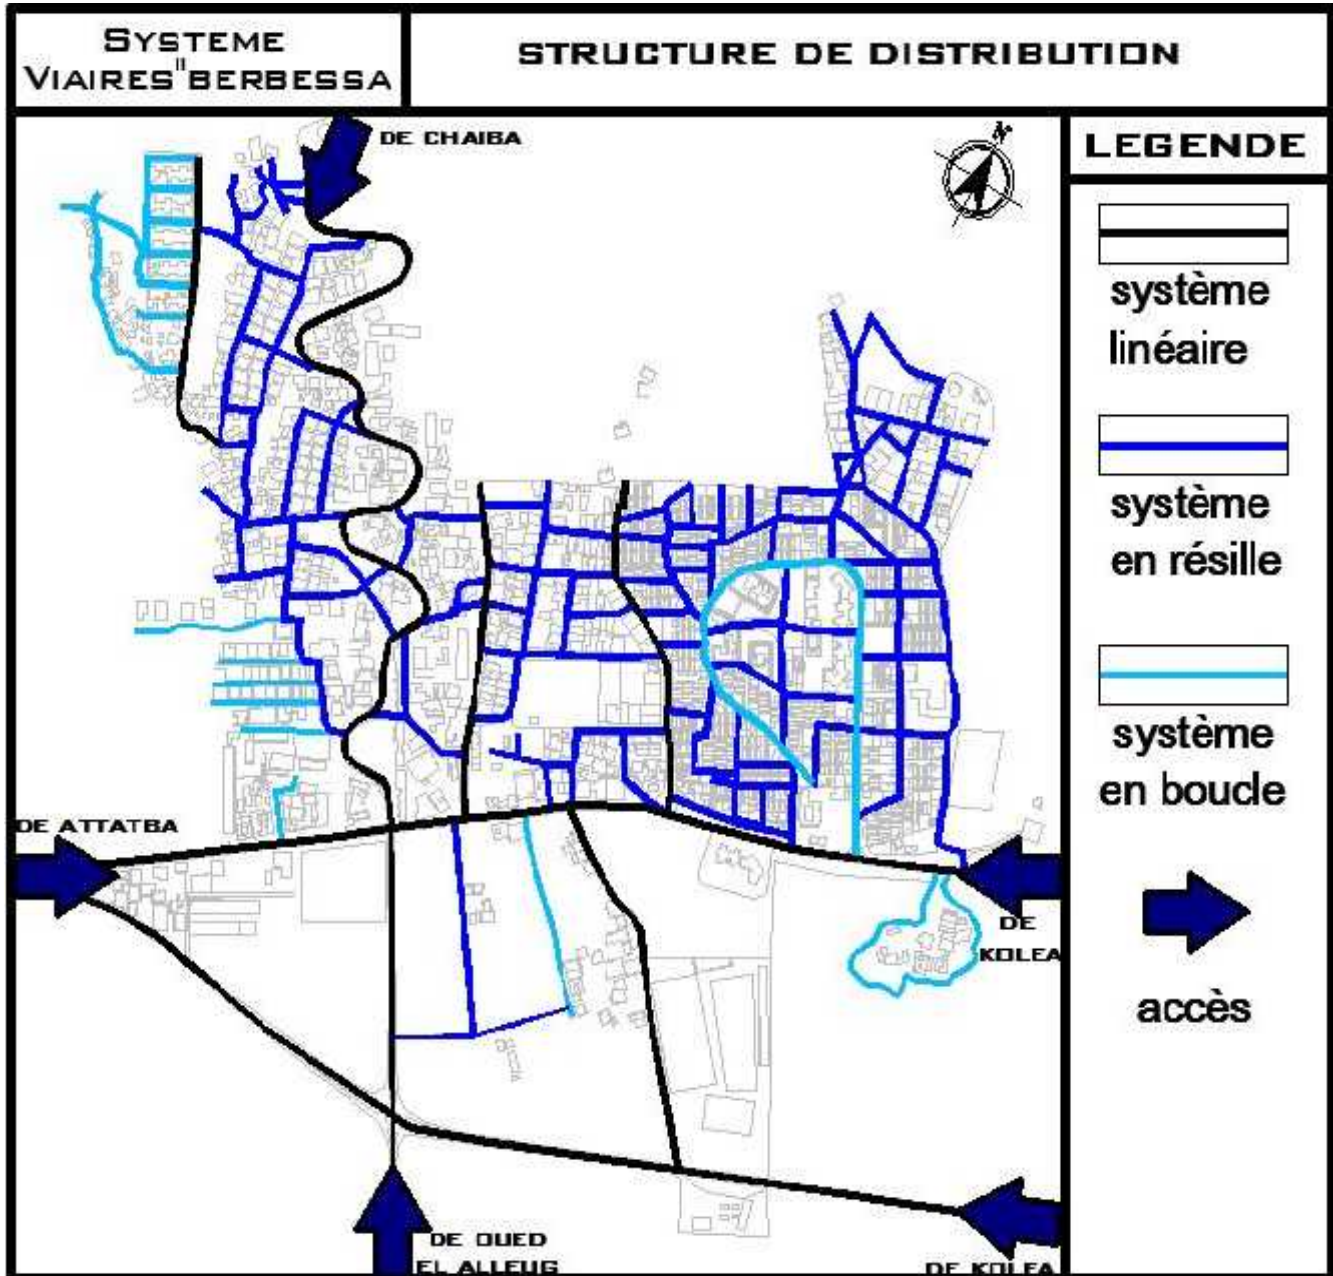 SYSTEME
VIAIRES "BERBESSA
STRUCTURE DE DISTRIBUTION
DE CHAIBA
N
LEGENDE
système
linéaire
système
en résille
système
en boucle
accès
DE ATTATBA
DE
KOLEA
DE OUED
EL ALLEUG
DE KOLEA